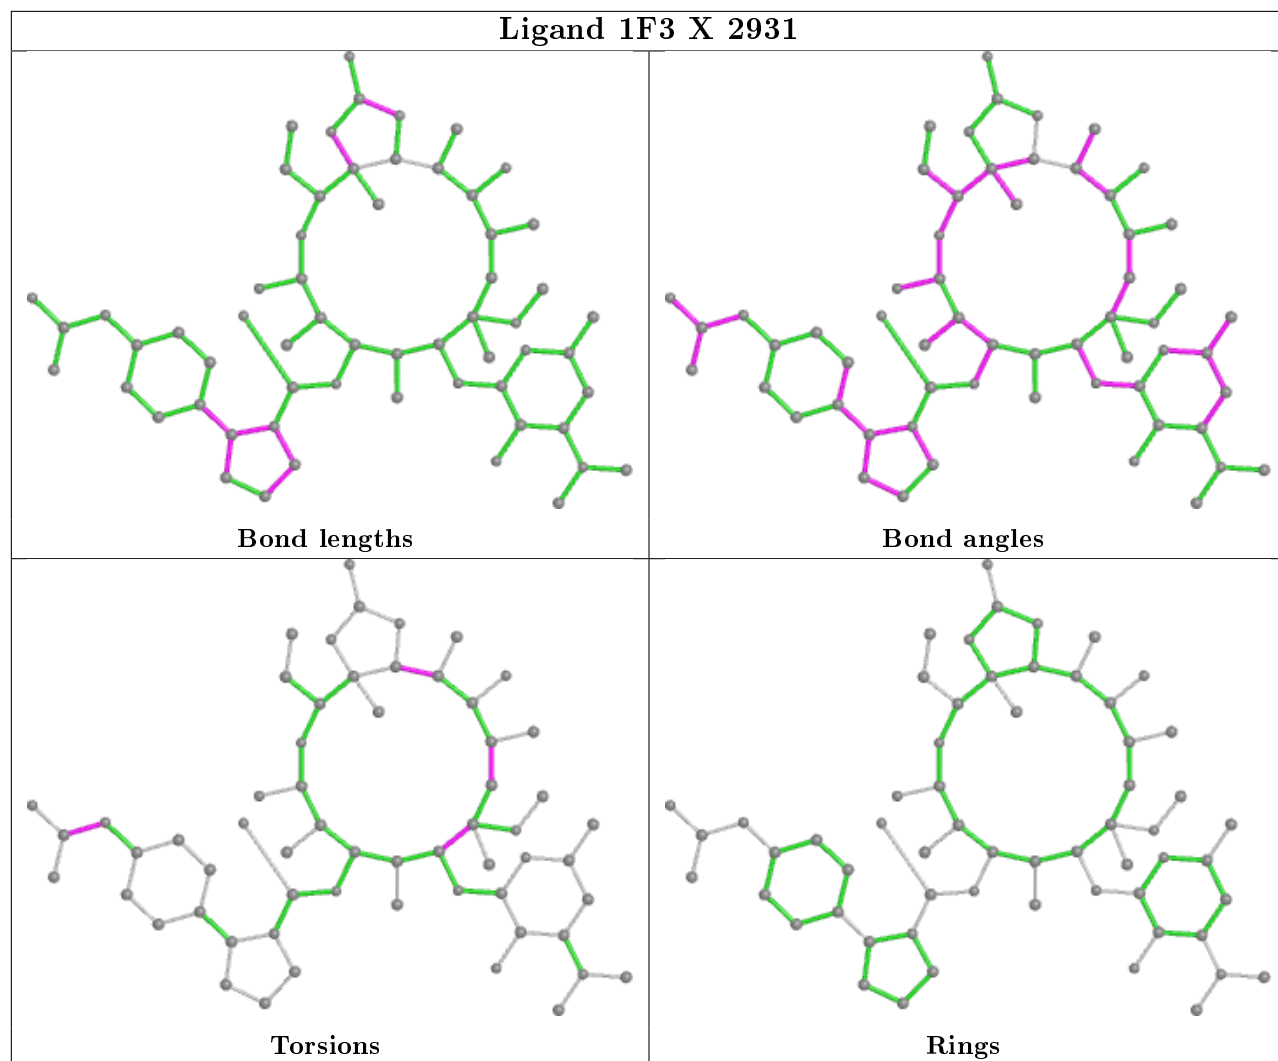 Ligand 1F3 X 2931
Bond lengths
Bond angles
Torsions
Rings